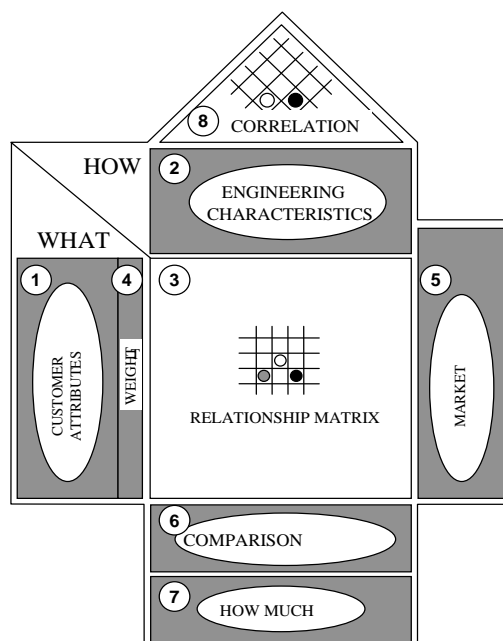 8
CORRELATION
HOW
2
ENGINEERING
CHARACTERISTICS
WHAT
1
4
3
5
CUSTOMER
ATTRIBUTES
WEIGHT
RELATIONSHIP MATRIX
MARKET
6
COMPARISON
7
HOW MUCH